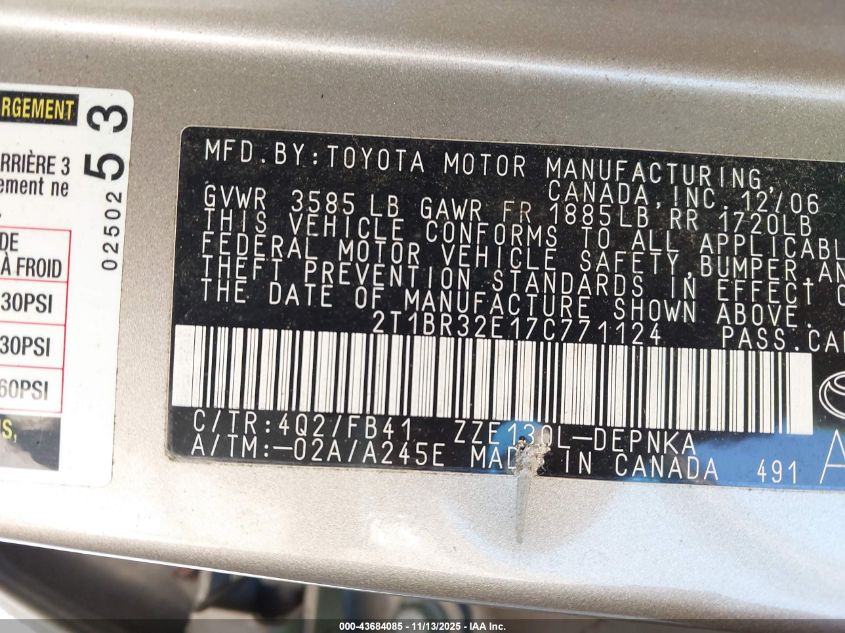 RGEMENT
RRIÈRE 3
ement ne
DE
À FROID
30PSI
30PSI
60PSI
S,
02502
53
MFD.BY:TOYOTA MOTOR MANUFACTURING,
CANADA,INC. 12/06
GVWR 3585 LB GAWR FR 1885LB RR 1720LB
THIS VEHICLE CONFORMS TO ALL APPLICABL
FEDERAL MOTOR VEHICLE SAFETY,BUMPER,AN
THEFT PREVENTION STANDARDS IN EFFECT O
THE DATE OF MANUFACTURE SHOWN ABOVE.
2T1BR32E17C771124 PASS.CA
C/TR:4Q2/FB41 ZZE130L-DEPNKA
A/TM:-02A/A245E MADE IN CANADA 491 A
000-43684085 - 11/13/2025 - IAA Inc.